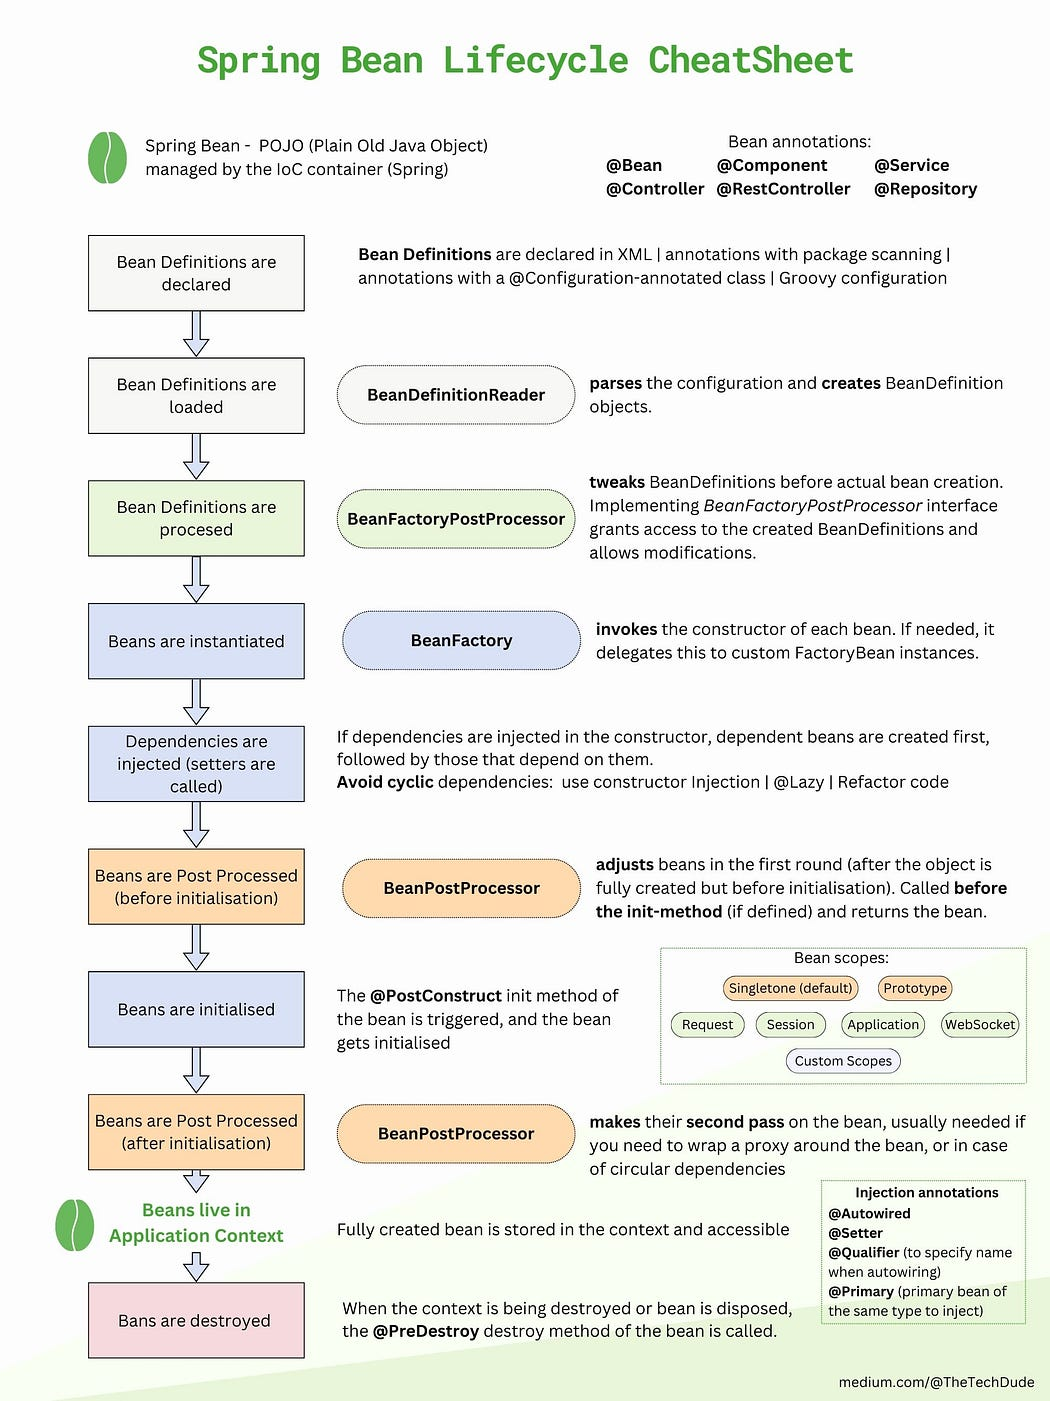 Spring Bean Lifecycle CheatSheet
Spring Bean - POJO (Plain Old Java Object)
managed by the IoC container (Spring)
Bean annotations:
@Bean @Component @Service
@Controller @RestController @Repository
Bean Definitions are
declared
Bean Definitions are declared in XML | annotations with package scanning |
annotations with a @Configuration-annotated class | Groovy configuration
Bean Definitions are
loaded
BeanDefinitionReader
parses the configuration and creates BeanDefinition
objects.
Bean Definitions are
procesed
BeanFactoryPostProcessor
tweaks BeanDefinitions before actual bean creation.
Implementing BeanFactoryPostProcessor interface
grants access to the created BeanDefinitions and
allows modifications.
Beans are instantiated
BeanFactory
invokes the constructor of each bean. If needed, it
delegates this to custom FactoryBean instances.
Dependencies are
injected (setters are
called)
If dependencies are injected in the constructor, dependent beans are created first,
followed by those that depend on them.
Avoid cyclic dependencies: use constructor Injection | @Lazy | Refactor code
Beans are Post Processed
(before initialisation)
BeanPostProcessor
adjusts beans in the first round (after the object is
fully created but before initialisation). Called before
the init-method (if defined) and returns the bean.
Beans are initialised
The @PostConstruct init method of
the bean is triggered, and the bean
gets initialised
Bean scopes:
Singletone (default) Prototype
Request Session Application WebSocket
Custom Scopes
Beans are Post Processed
(after initialisation)
BeanPostProcessor
makes their second pass on the bean, usually needed if
you need to wrap a proxy around the bean, or in case
of circular dependencies
Beans live in
Application Context
Fully created bean is stored in the context and accessible
Injection annotations
@Autowired
@Setter
@Qualifier (to specify name
when autowiring)
@Primary (primary bean of
the same type to inject)
Bans are destroyed
When the context is being destroyed or bean is disposed,
the @PreDestroy destroy method of the bean is called.
medium.com/@TheTechDude